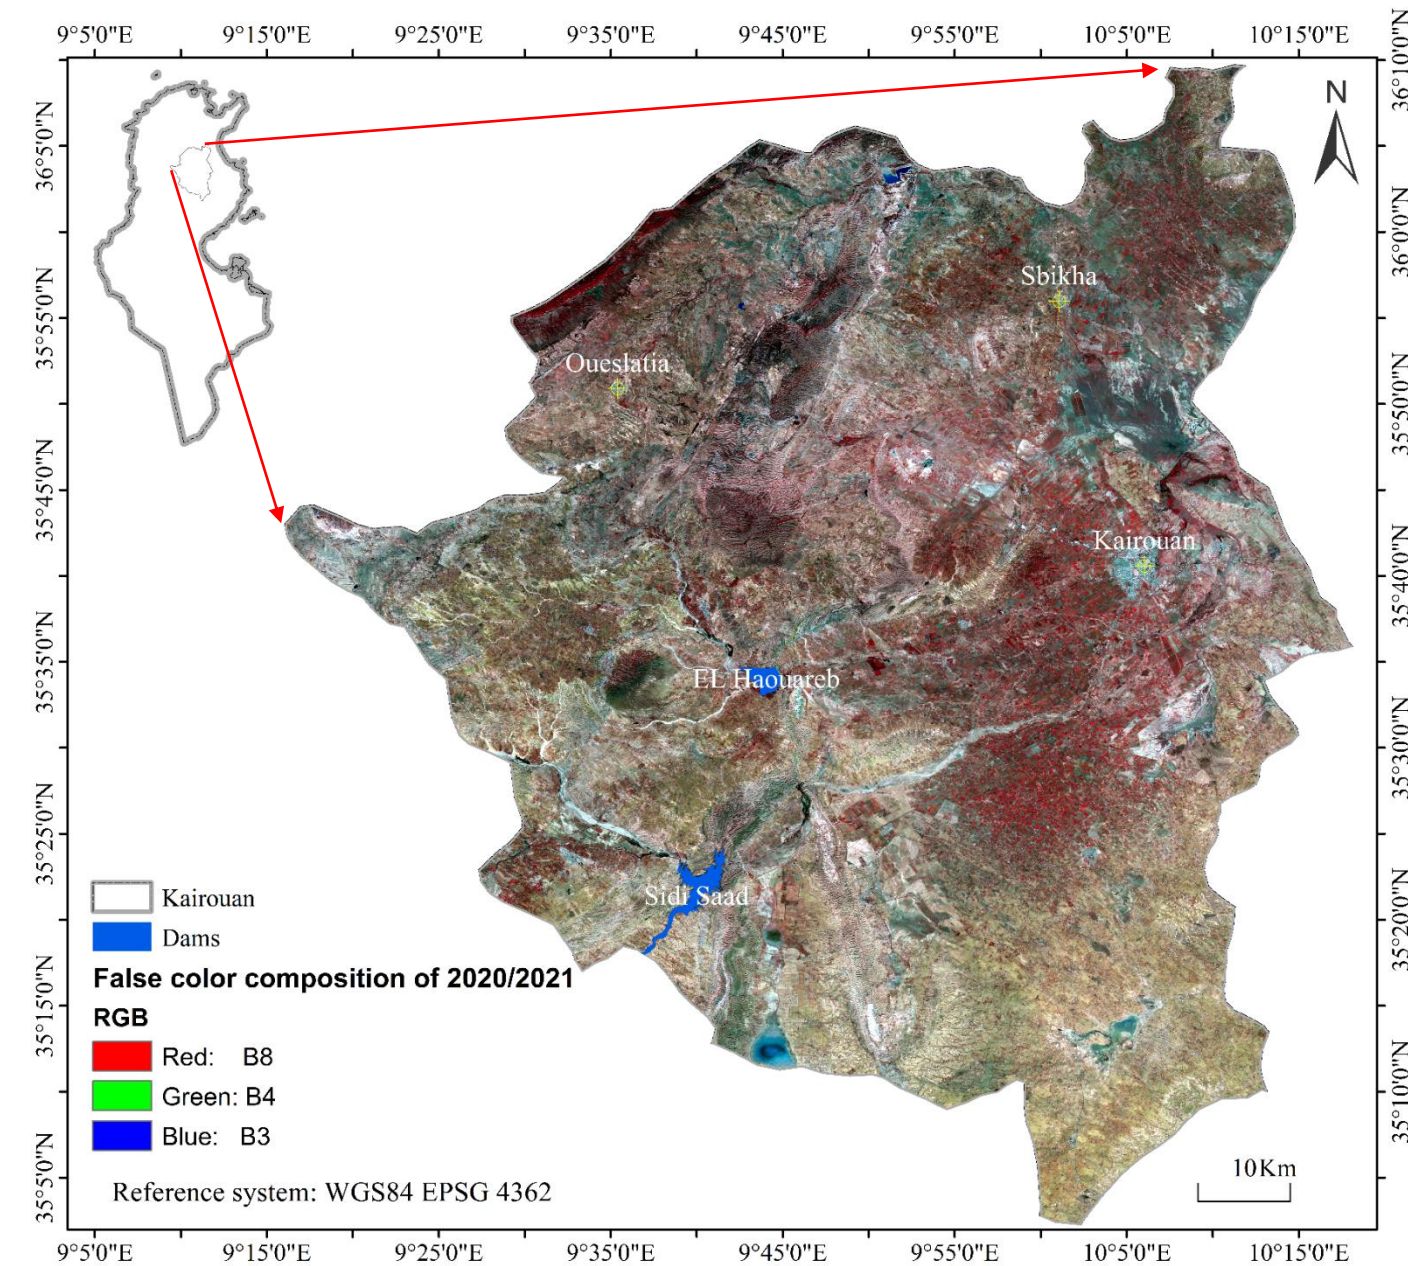 9°5'0"E 9°15'0"E 9°25'0"E 9°35'0"E 9°45'0"E 9°55'0"E 10°5'0"E 10°15'0"E
36°10'0"N
36°5'0"N
36°0'0"N
35°55'0"N
35°50'0"N
35°45'0"N
35°40'0"N
35°35'0"N
35°30'0"N
35°25'0"N
35°20'0"N
35°15'0"N
35°10'0"N
35°5'0"N
N
Sbikha
Oueslatia
Kairouan
EL Haouareb
Sidi Saad
Kairouan
Dams
False color composition of 2020/2021
RGB
Red: B8
Green: B4
Blue: B3
Reference system: WGS84 EPSG 4362
10Km
9°5'0"E 9°15'0"E 9°25'0"E 9°35'0"E 9°45'0"E 9°55'0"E 10°5'0"E 10°15'0"E